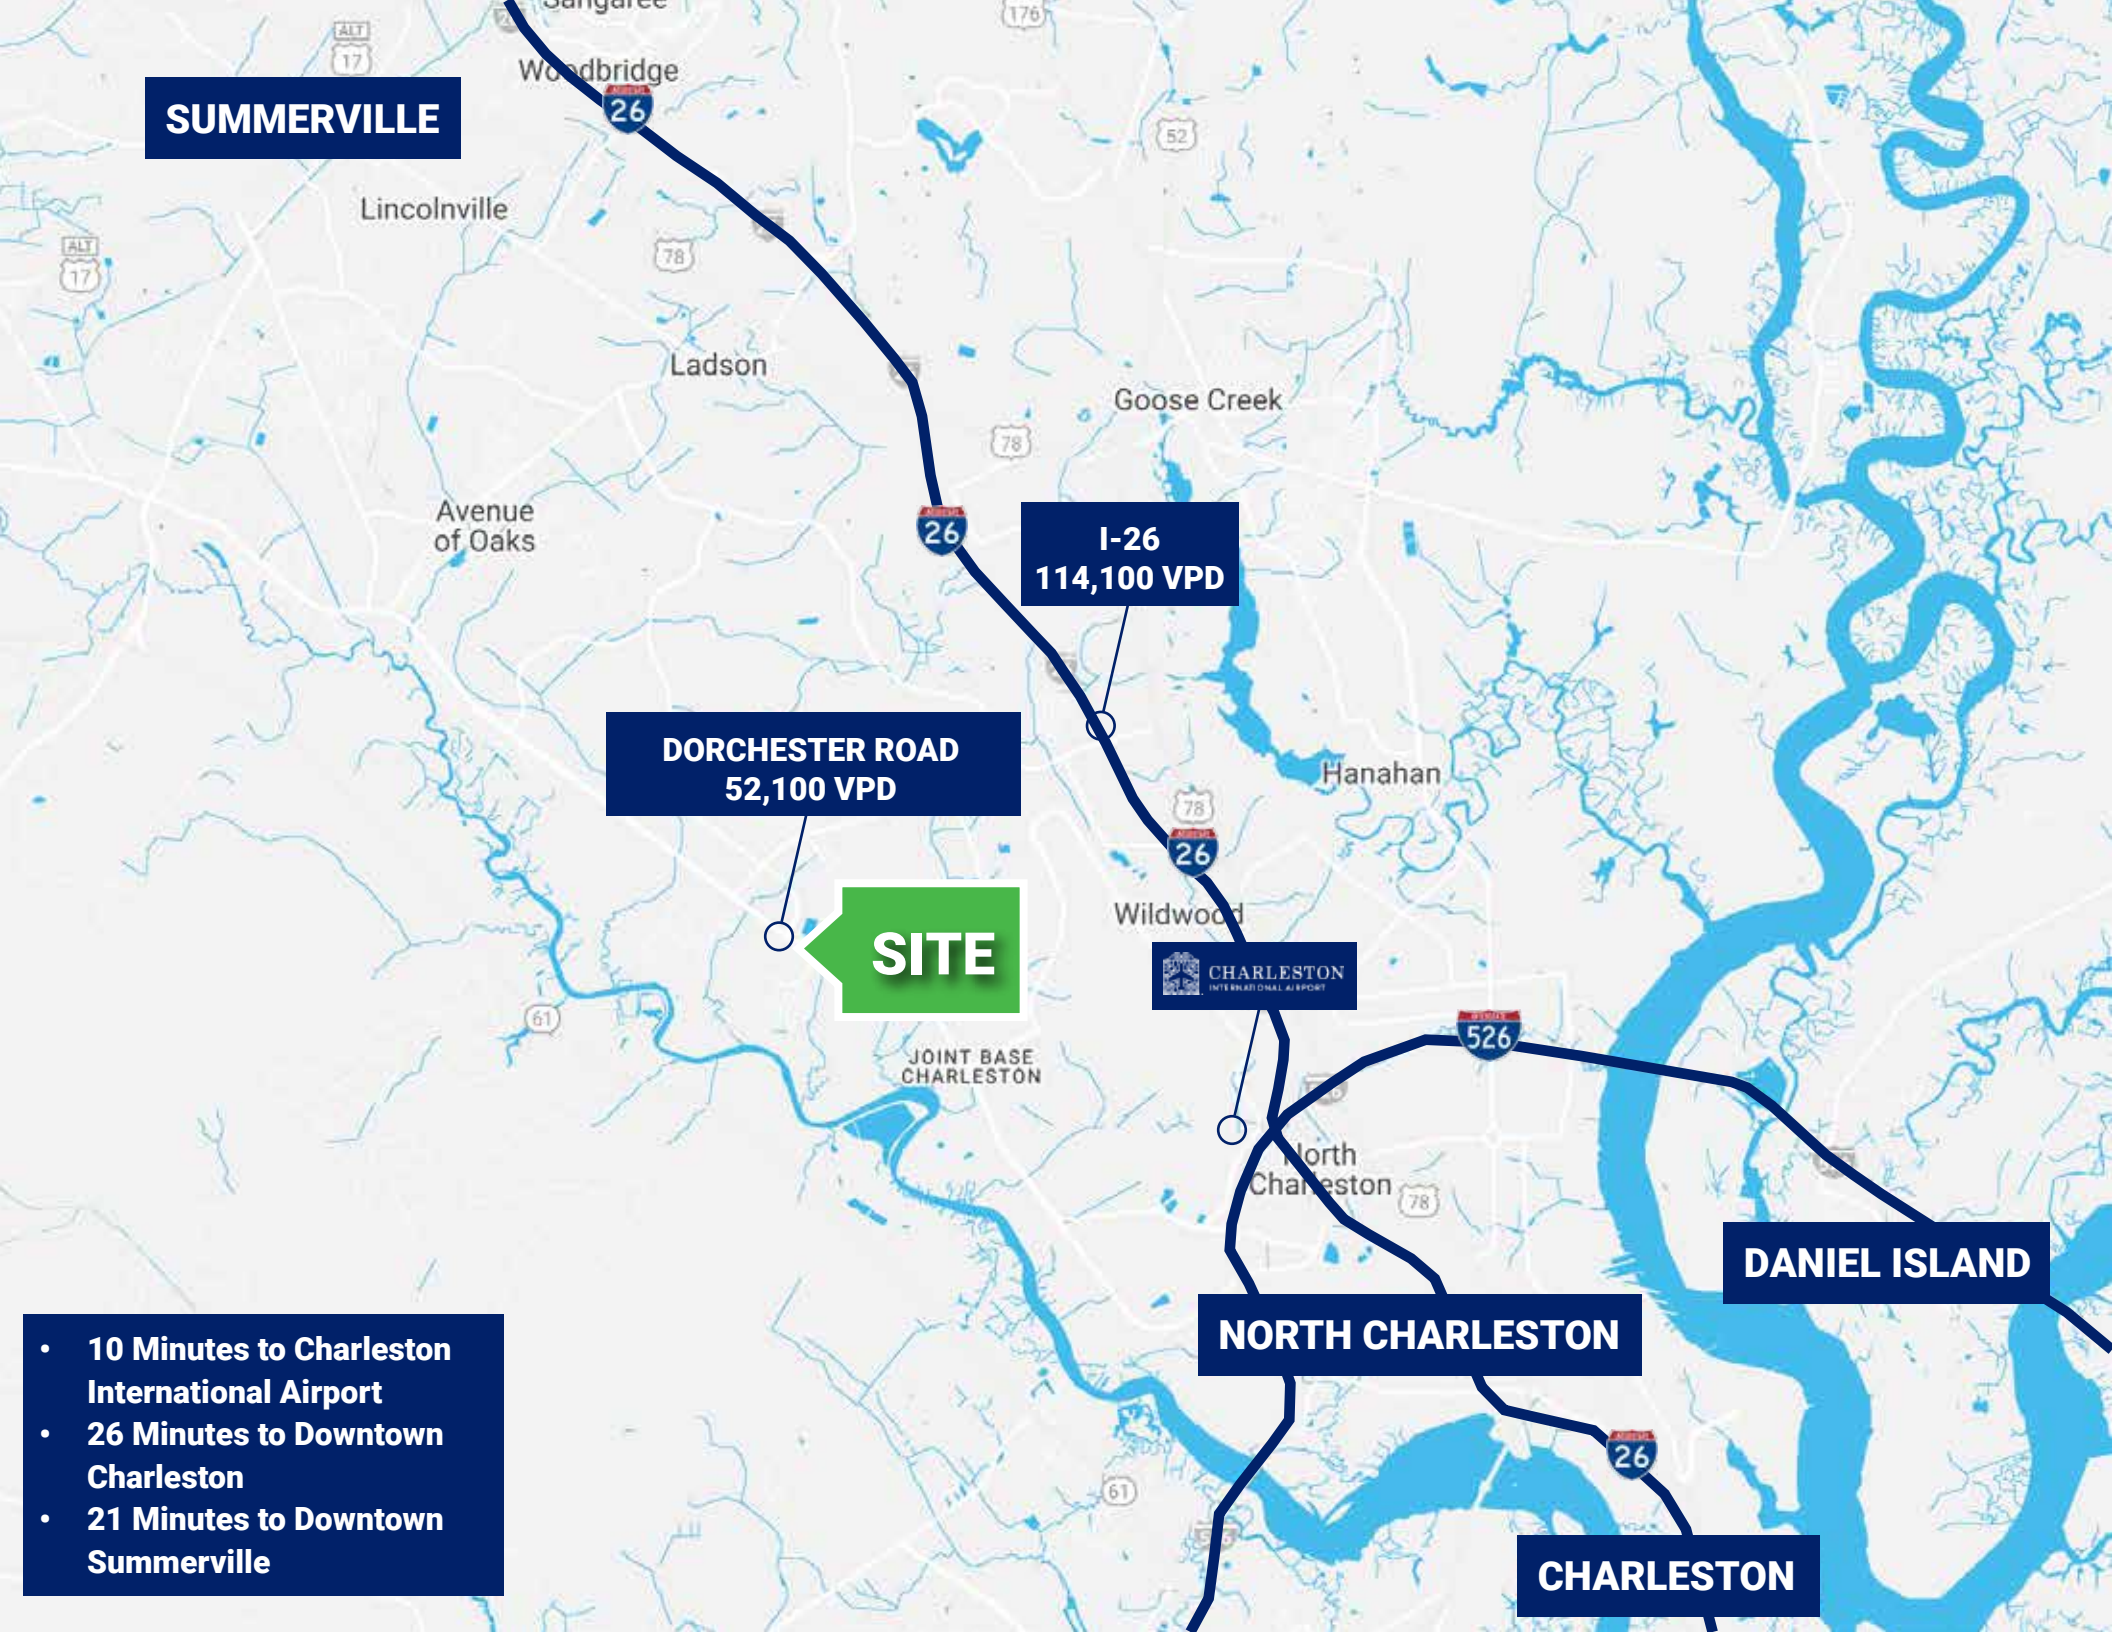 Sangaree
176
ALT
17
Woodbridge
SUMMERVILLE
26
52
Lincolnville
ALT
17
78
Ladson
Goose Creek
78
Avenue
of Oaks
26
I-26
114,100 VPD
DORCHESTER ROAD
52,100 VPD
Hanahan
78
26
Wildwood
SITE
CHARLESTON
INTERNATIONAL AIRPORT
61
526
JOINT BASE
CHARLESTON
North
Charleston
78
DANIEL ISLAND
NORTH CHARLESTON
• 10 Minutes to Charleston
International Airport
• 26 Minutes to Downtown
Charleston
• 21 Minutes to Downtown
Summerville
26
61
CHARLESTON